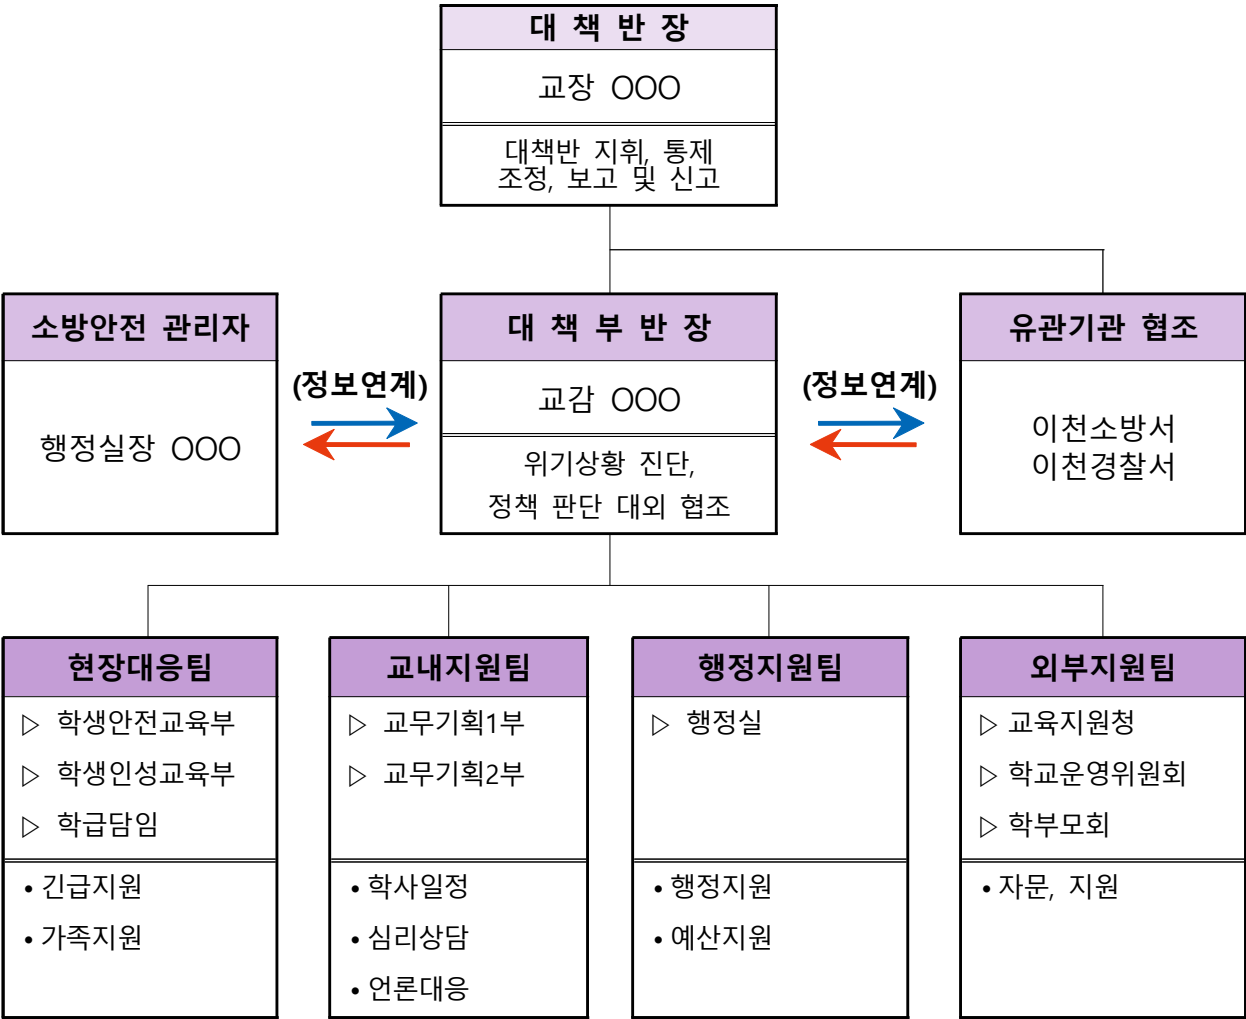 대 책 반 장
교장 OOO
대책반 지휘, 통제
조정, 보고 및 신고
소방안전 관리자
행정실장 OOO
(정보연계)
대 책 부 반 장
교감 OOO
위기상황 진단,
정책 판단 대외 협조
(정보연계)
유관기관 협조
이천소방서
이천경찰서
현장대응팀
▷ 학생안전교육부
▷ 학생인성교육부
▷ 학급담임
• 긴급지원
• 가족지원
교내지원팀
▷ 교무기획1부
▷ 교무기획2부
• 학사일정
• 심리상담
• 언론대응
행정지원팀
▷ 행정실
• 행정지원
• 예산지원
외부지원팀
▷ 교육지원청
▷ 학교운영위원회
▷ 학부모회
• 자문, 지원